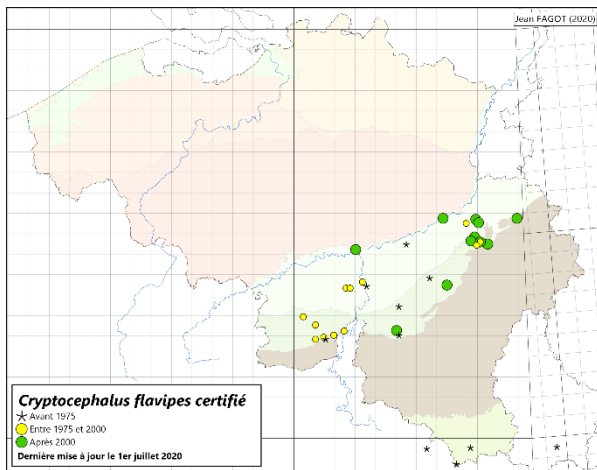 Jean FAGOT (2020)
Cryptocephalus flavipes certifié
Avant 1975
Entre 1975 et 2000
Après 2000
Dernière mise à jour le 1er juillet 2020